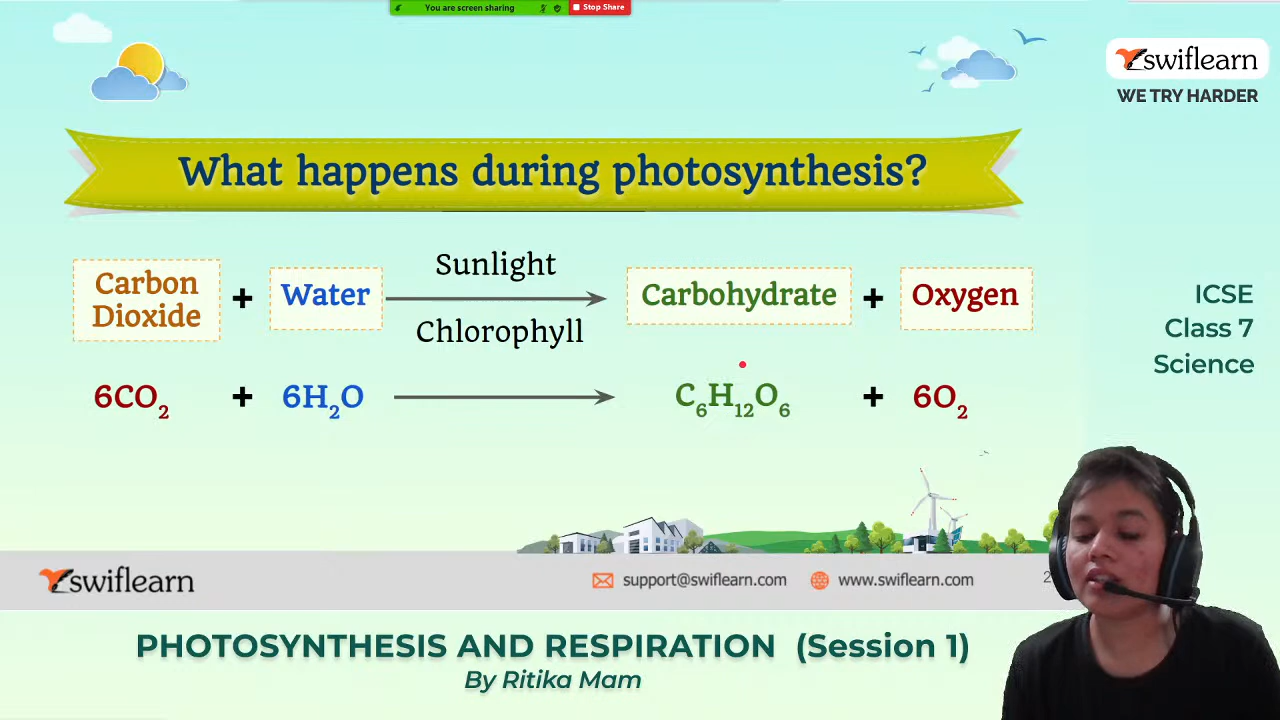 You are screen sharing
Stop Share
swiflearn
WE TRY HARDER
What happens during photosynthesis?
Sunlight
Carbon
Dioxide + Water Carbohydrate + Oxygen
Chlorophyll
6CO₂ + 6H₂O C₆H₁₂O₆ + 6O₂
ICSE
Class 7
Science
swiflearn support@swiflearn.com www.swiflearn.com 2
PHOTOSYNTHESIS AND RESPIRATION (Session 1)
By Ritika Mam